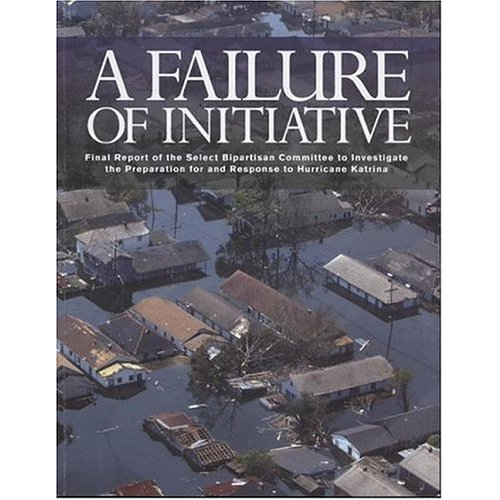 A FAILURE
OF INITIATIVE
Final Report of the Select Bipartisan Committee to Investigate
the Preparation for and Response to Hurricane Katrina